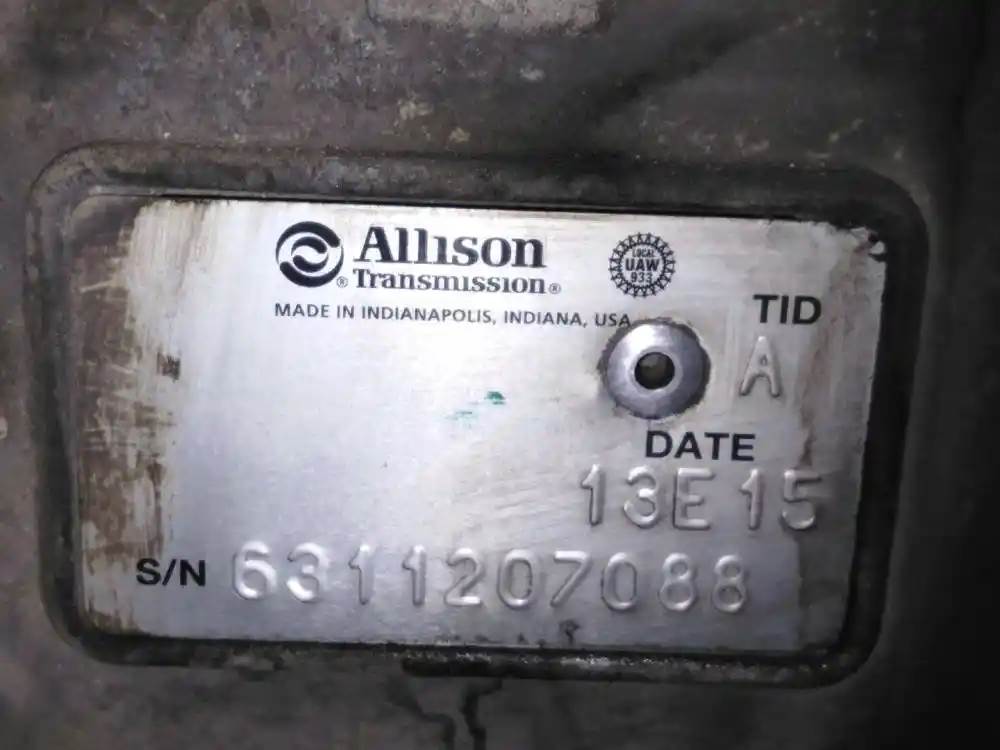 Allison
® Transmission®
MADE IN INDIANAPOLIS, INDIANA, USA
LOCAL
UAW
933
TID
A
DATE
13E15
S/N 6311207088